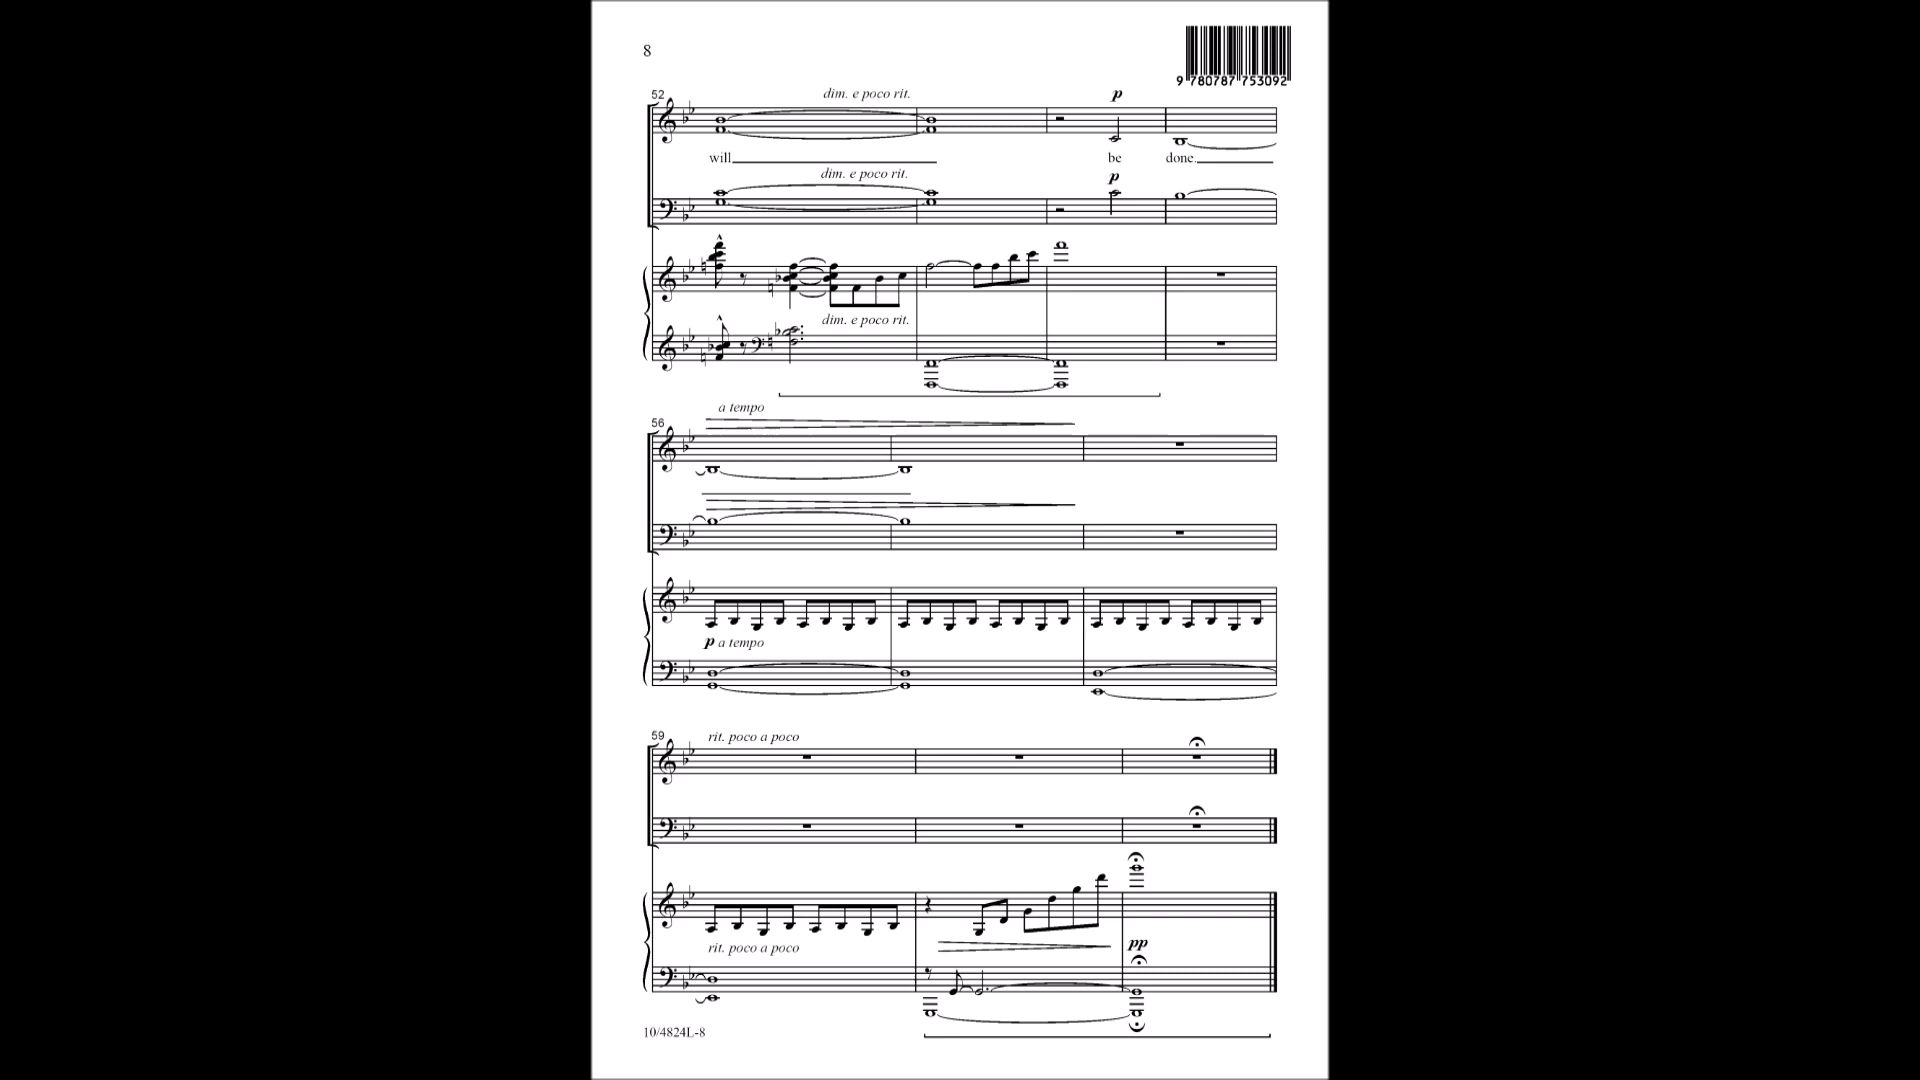 8
9 780787 753092
52
dim. e poco rit.
p
will be done.
dim. e poco rit.
p
dim. e poco rit.
a tempo
56
p a tempo
59
rit. poco a poco
rit. poco a poco
pp
10/4824L-8